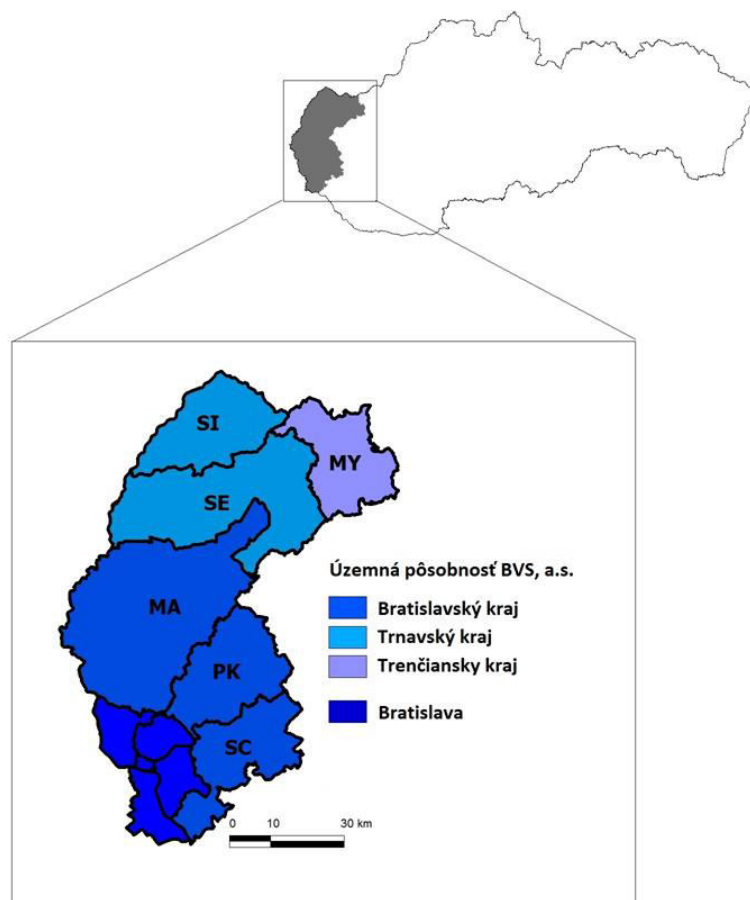 SI
MY
SE
Územná pôsobnosť BVS, a.s.
Bratislavský kraj
MA
Trnavský kraj
Trenčiansky kraj
PK
Bratislava
SC
0 10 30 km